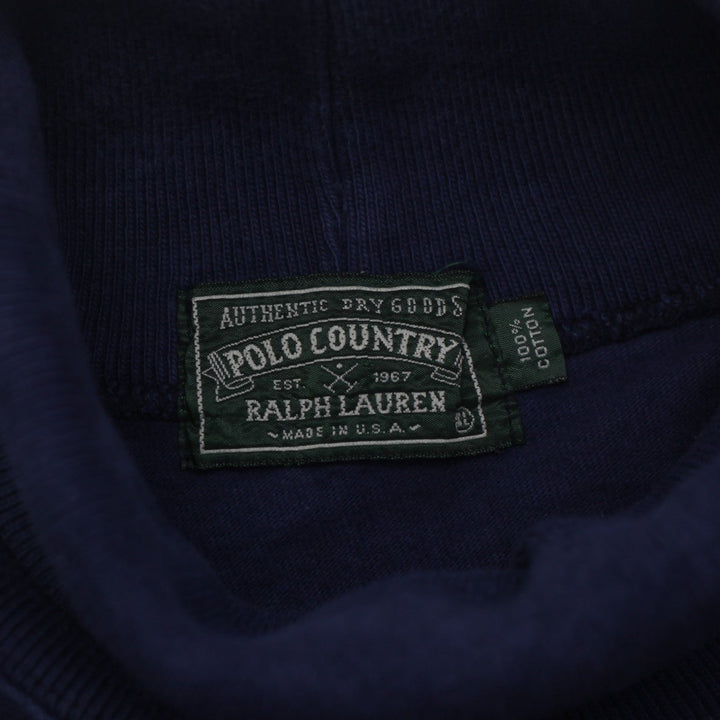 AUTHENTIC DRY GOODS
POLO COUNTRY
EST. 1967
RALPH LAUREN
MADE IN U.S.A.
100%
COTTON